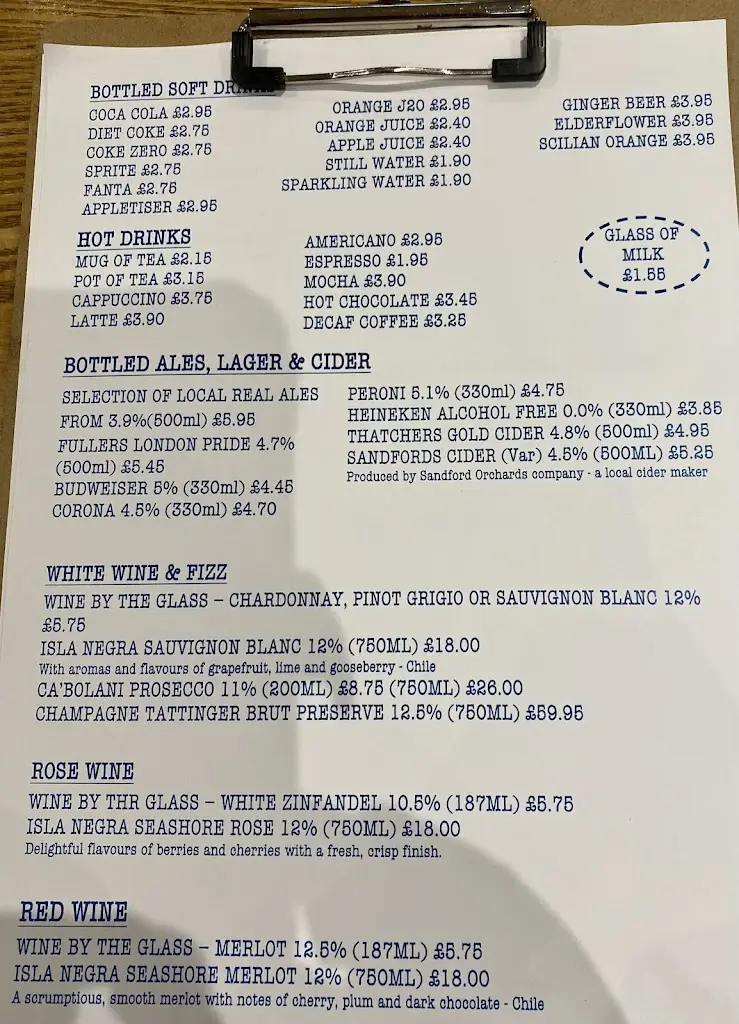 BOTTLED SOFT
COCA COLA £2.95
DIET COKE £2.75
COKE ZERO £2.75
SPRITE £2.75
FANTA £2.75
APPLETISER £2.95
ORANGE J20 £2.95
ORANGE JUICE £2.40
APPLE JUICE £2.40
STILL WATER £1.90
SPARKLING WATER £1.90
GINGER BEER £3.95
ELDERFLOWER £3.95
SCILIAN ORANGE £3.95
HOT DRINKS
MUG OF TEA £2.15
POT OF TEA £3.15
CAPPUCCINO £3.75
LATTE £3.90
AMERICANO £2.95
ESPRESSO £1.95
MOCHA £3.90
HOT CHOCOLATE £3.45
DECAF COFFEE £3.25
GLASS OF
MILK
£1.55
BOTTLED ALES, LAGER & CIDER
SELECTION OF LOCAL REAL ALES
FROM 3.9%(500ml) £5.95
FULLERS LONDON PRIDE 4.7%
(500ml) £5.45
BUDWEISER 5% (330ml) £4.45
CORONA 4.5% (330ml) £4.70
PERONI 5.1% (330ml) £4.75
HEINEKEN ALCOHOL FREE 0.0% (330ml) £3.85
THATCHERS GOLD CIDER 4.8% (500ml) £4.95
SANDFORDS CIDER (Var) 4.5% (500ML) £5.25
Produced by Sandford Orchards company - a local cider maker
WHITE WINE & FIZZ
WINE BY THE GLASS – CHARDONNAY, PINOT GRIGIO OR SAUVIGNON BLANC 12%
£5.75
ISLA NEGRA SAUVIGNON BLANC 12% (750ML) £18.00
With aromas and flavours of grapefruit, lime and gooseberry - Chile
CA'BOLANI PROSECCO 11% (200ML) £8.75 (750ML) £26.00
CHAMPAGNE TATTINGER BRUT PRESERVE 12.5% (750ML) £59.95
ROSE WINE
WINE BY THR GLASS – WHITE ZINFANDEL 10.5% (187ML) £5.75
ISLA NEGRA SEASHORE ROSE 12% (750ML) £18.00
Delightful flavours of berries and cherries with a fresh, crisp finish.
RED WINE
WINE BY THE GLASS – MERLOT 12.5% (187ML) £5.75
ISLA NEGRA SEASHORE MERLOT 12% (750ML) £18.00
A scrumptious, smooth merlot with notes of cherry, plum and dark chocolate - Chile